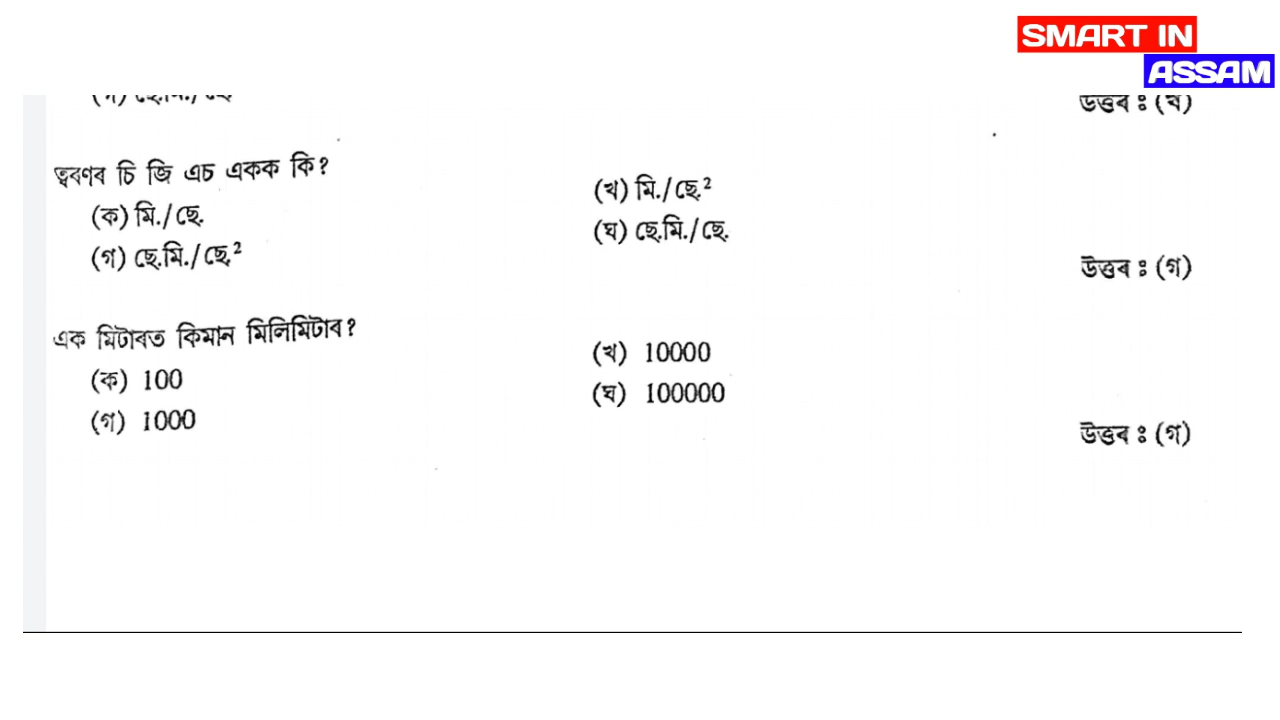 SMART IN
ASSAM
উত্তৰ ঃ (ঘ)
ত্বৰণৰ চি জি এচ একক কি?
(ক) মি./ছে.
(খ) মি./ছে.²
(গ) ছে.মি./ছে.²
(ঘ) ছে.মি./ছে.
উত্তৰ ঃ (গ)
এক মিটাৰত কিমান মিলিমিটাৰ?
(ক) 100
(খ) 10000
(গ) 1000
(ঘ) 100000
উত্তৰ ঃ (গ)